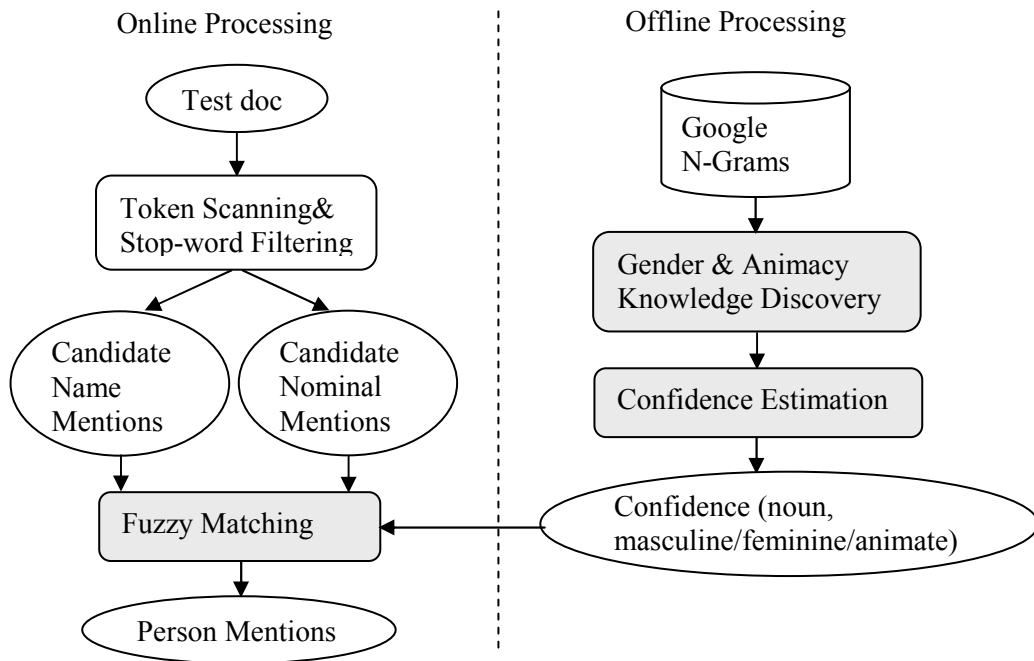 Online Processing
Test doc
Token Scanning&
Stop-word Filtering
Candidate
Name
Mentions
Candidate
Nominal
Mentions
Fuzzy Matching
Person Mentions
Offline Processing
Google
N-Grams
Gender & Animacy
Knowledge Discovery
Confidence Estimation
Confidence (noun,
masculine/feminine/animate)